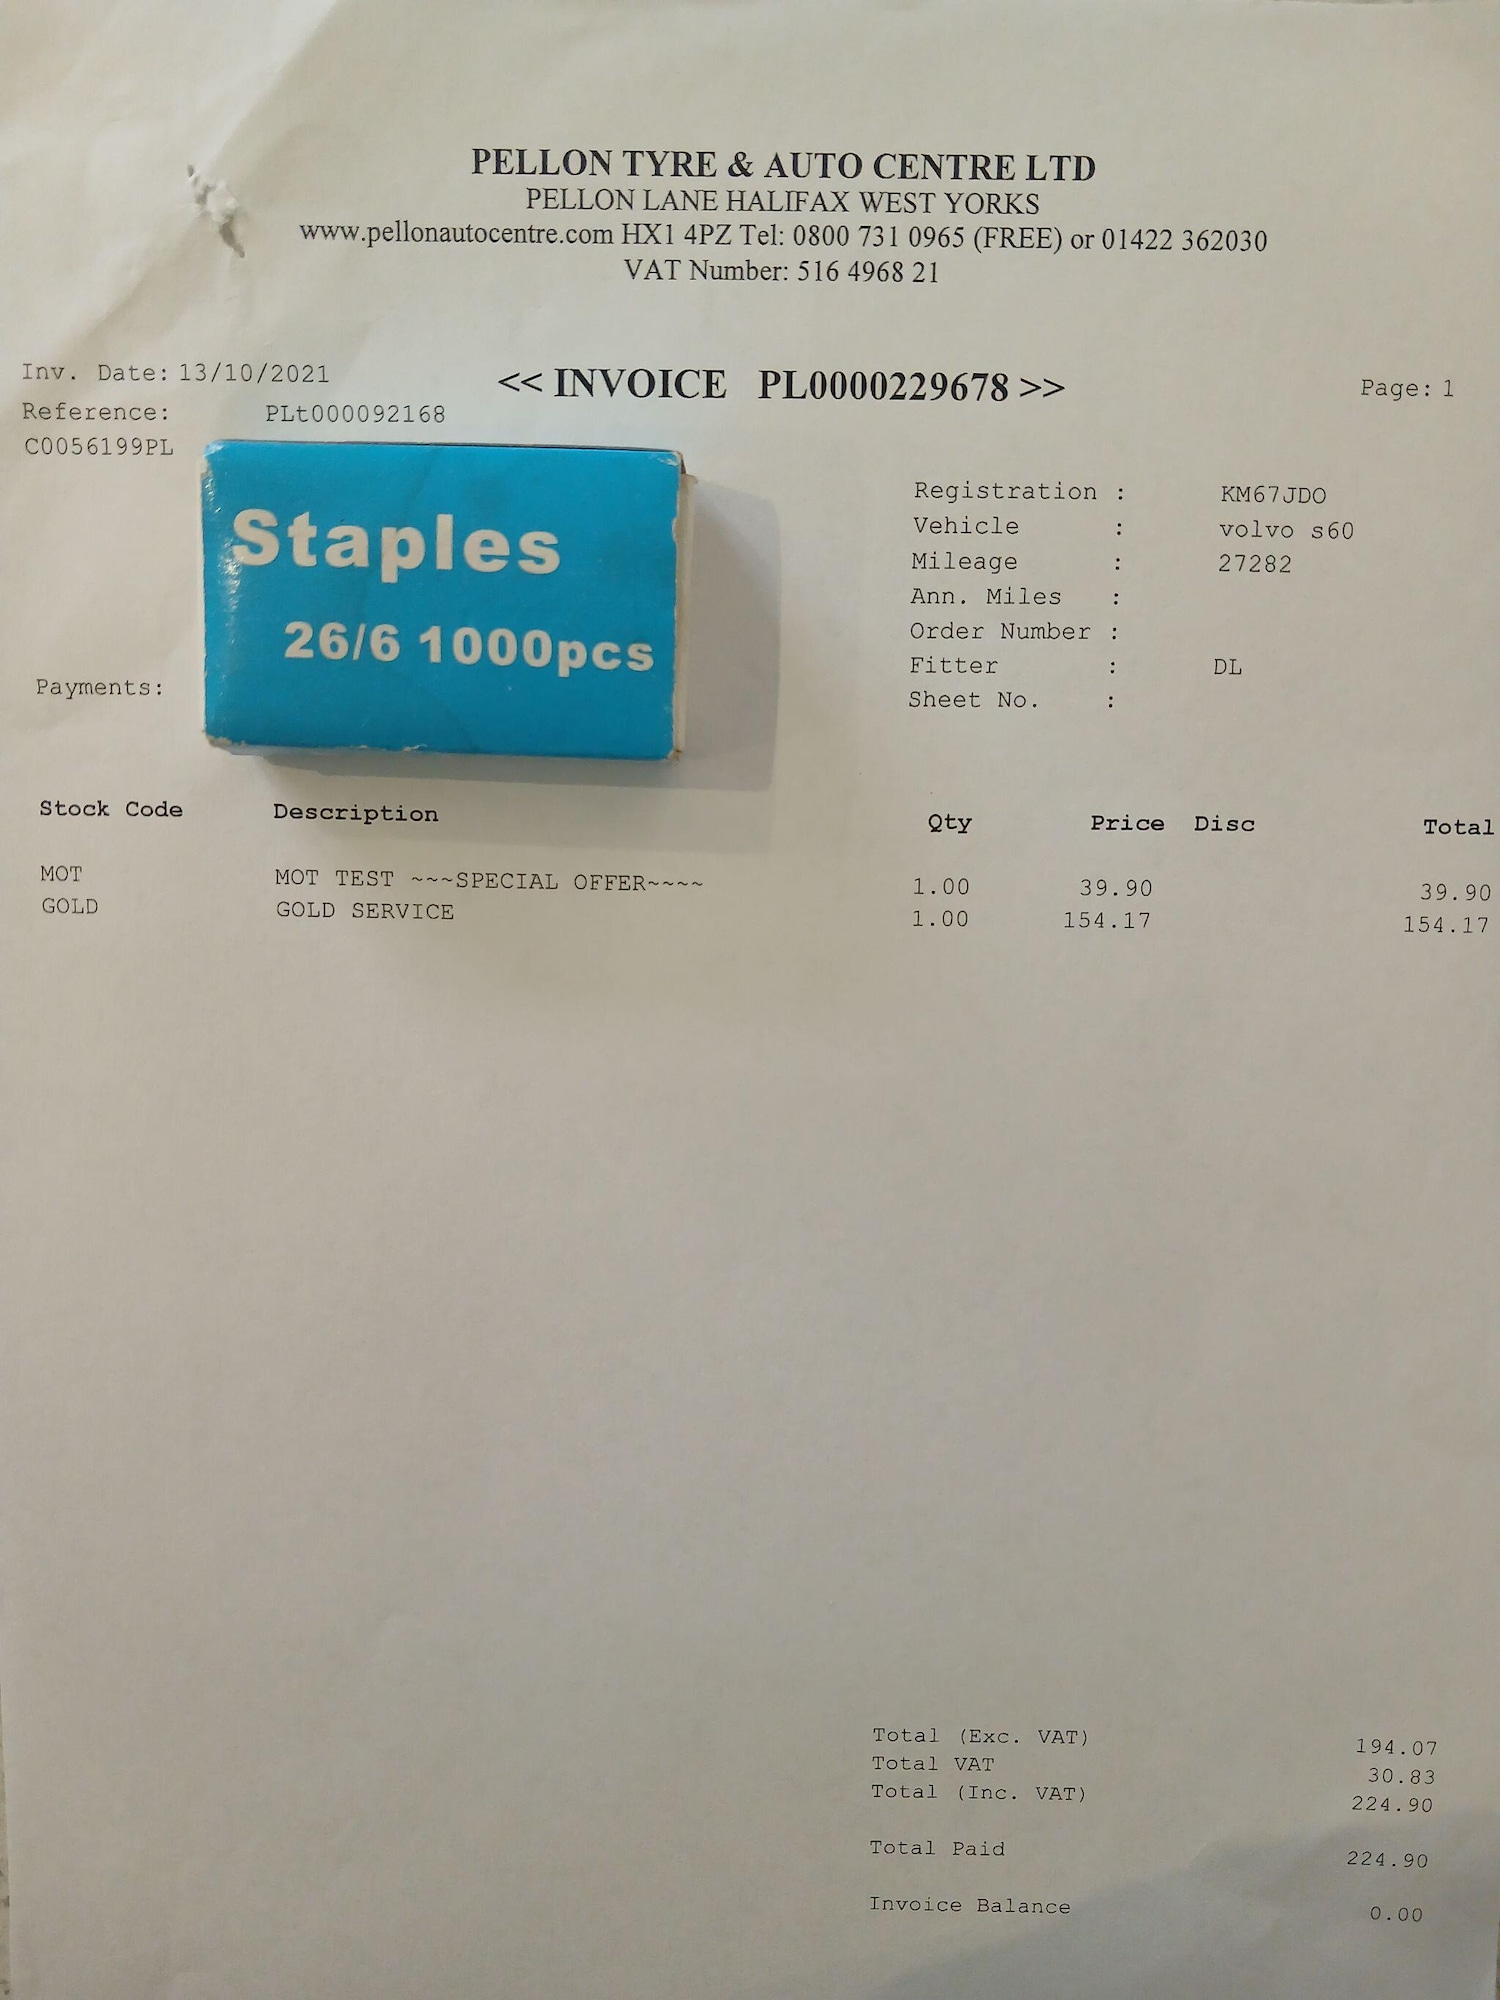 PELLON TYRE & AUTO CENTRE LTD
PELLON LANE HALIFAX WEST YORKS
www.pellonautocentre.com HX1 4PZ Tel: 0800 731 0965 (FREE) or 01422 362030
VAT Number: 516 4968 21
Inv. Date: 13/10/2021 << INVOICE PL0000229678 >> Page: 1
Reference: PLt000092168
C0056199PL
Staples
26/6 1000pcs
Registration : KM67JDO
Vehicle : volvo s60
Mileage : 27282
Ann. Miles :
Order Number :
Fitter : DL
Sheet No. :
Payments:
Stock Code Description Qty Price Disc Total
MOT MOT TEST ~~~SPECIAL OFFER~~~~ 1.00 39.90 39.90
GOLD GOLD SERVICE 1.00 154.17 154.17
Total (Exc. VAT) 194.07
Total VAT 30.83
Total (Inc. VAT) 224.90
Total Paid 224.90
Invoice Balance 0.00